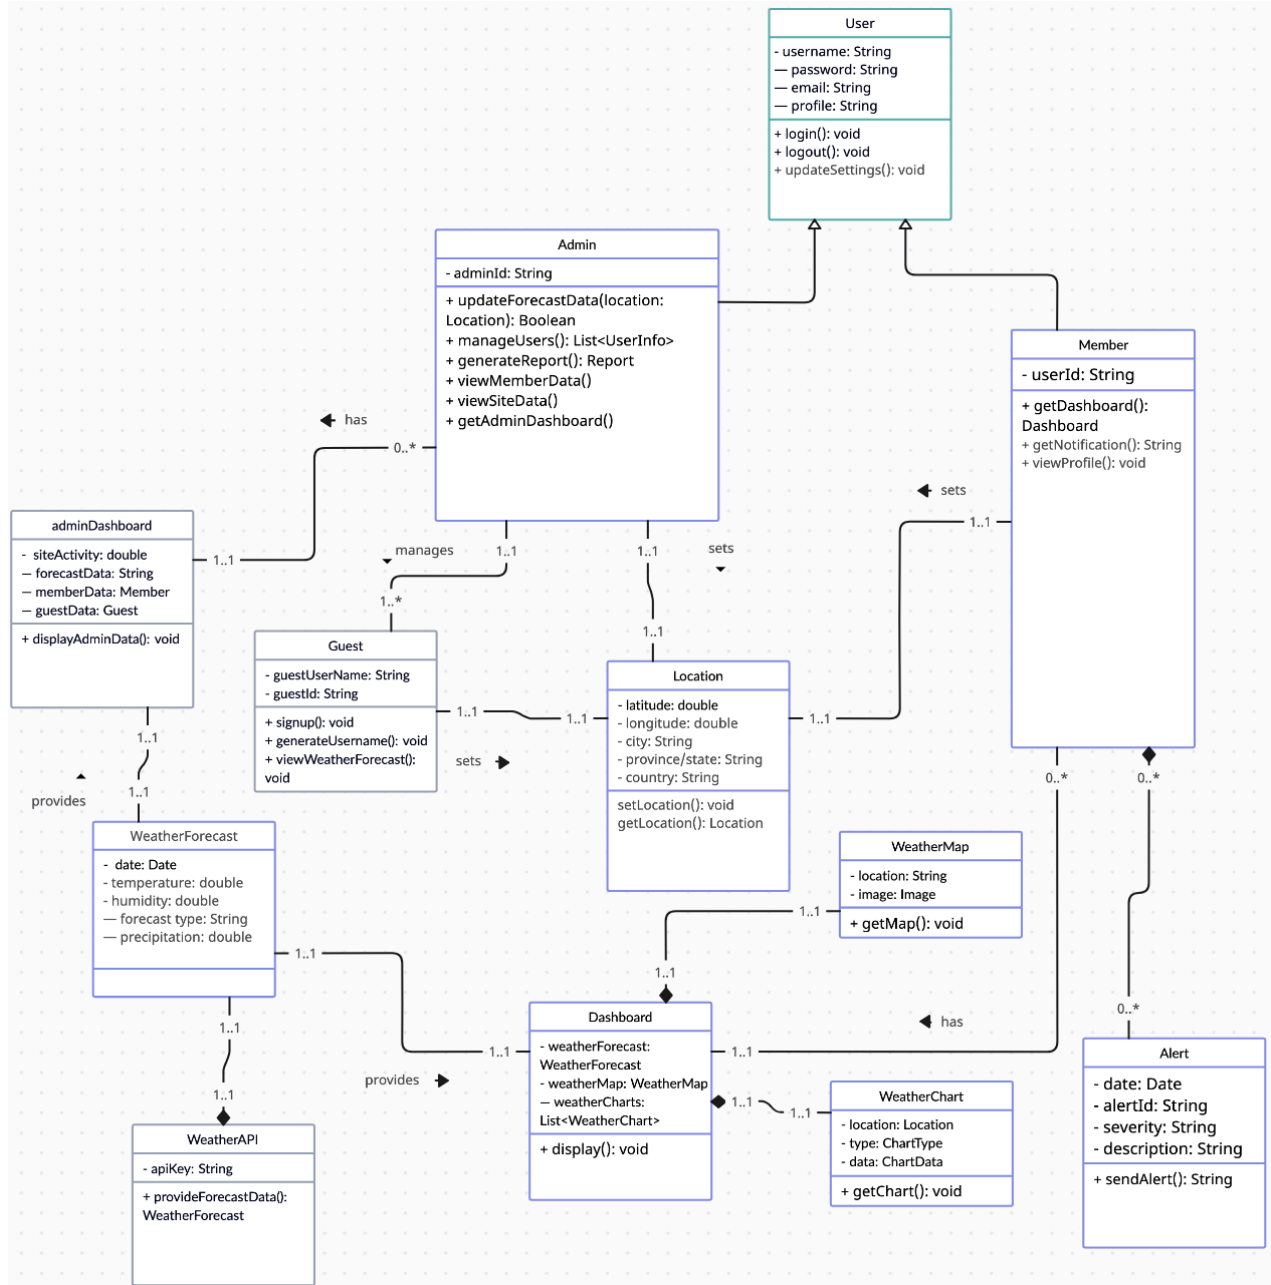 User
- username: String
— password: String
— email: String
— profile: String
+ login(): void
+ logout(): void
+ updateSettings(): void
Admin
- adminId: String
+ updateForecastData(location:
Location): Boolean
+ manageUsers(): List<UserInfo>
+ generateReport(): Report
+ viewMemberData()
+ viewSiteData()
+ getAdminDashboard()
Member
- userId: String
+ getDashboard():
Dashboard
+ getNotification(): String
+ viewProfile(): void
has
0..*
sets
1..1
adminDashboard
- siteActivity: double
— forecastData: String
— memberData: Member
— guestData: Guest
+ displayAdminData(): void
1..1
manages
1..1
1..*
1..1
sets
1..1
Guest
- guestUserName: String
- guestId: String
+ signup(): void
+ generateUsername(): void
+ viewWeatherForecast():
void
1..1
1..1
sets
Location
- latitude: double
- longitude: double
- city: String
- province/state: String
- country: String
setLocation(): void
getLocation(): Location
1..1
1..1
1..1
provides
WeatherForecast
- date: Date
- temperature: double
- humidity: double
— forecast type: String
— precipitation: double
0..*
0..*
WeatherMap
- location: String
- image: Image
+ getMap(): void
1..1
1..1
1..1
1..1
provides
Dashboard
- weatherForecast:
WeatherForecast
- weatherMap: WeatherMap
— weatherCharts:
List<WeatherChart>
+ display(): void
has
1..1
1..1
1..1
WeatherChart
- location: Location
- type: ChartType
- data: ChartData
+ getChart(): void
0..*
Alert
- date: Date
- alertId: String
- severity: String
- description: String
+ sendAlert(): String
1..1
1..1
WeatherAPI
- apiKey: String
+ provideForecastData():
WeatherForecast